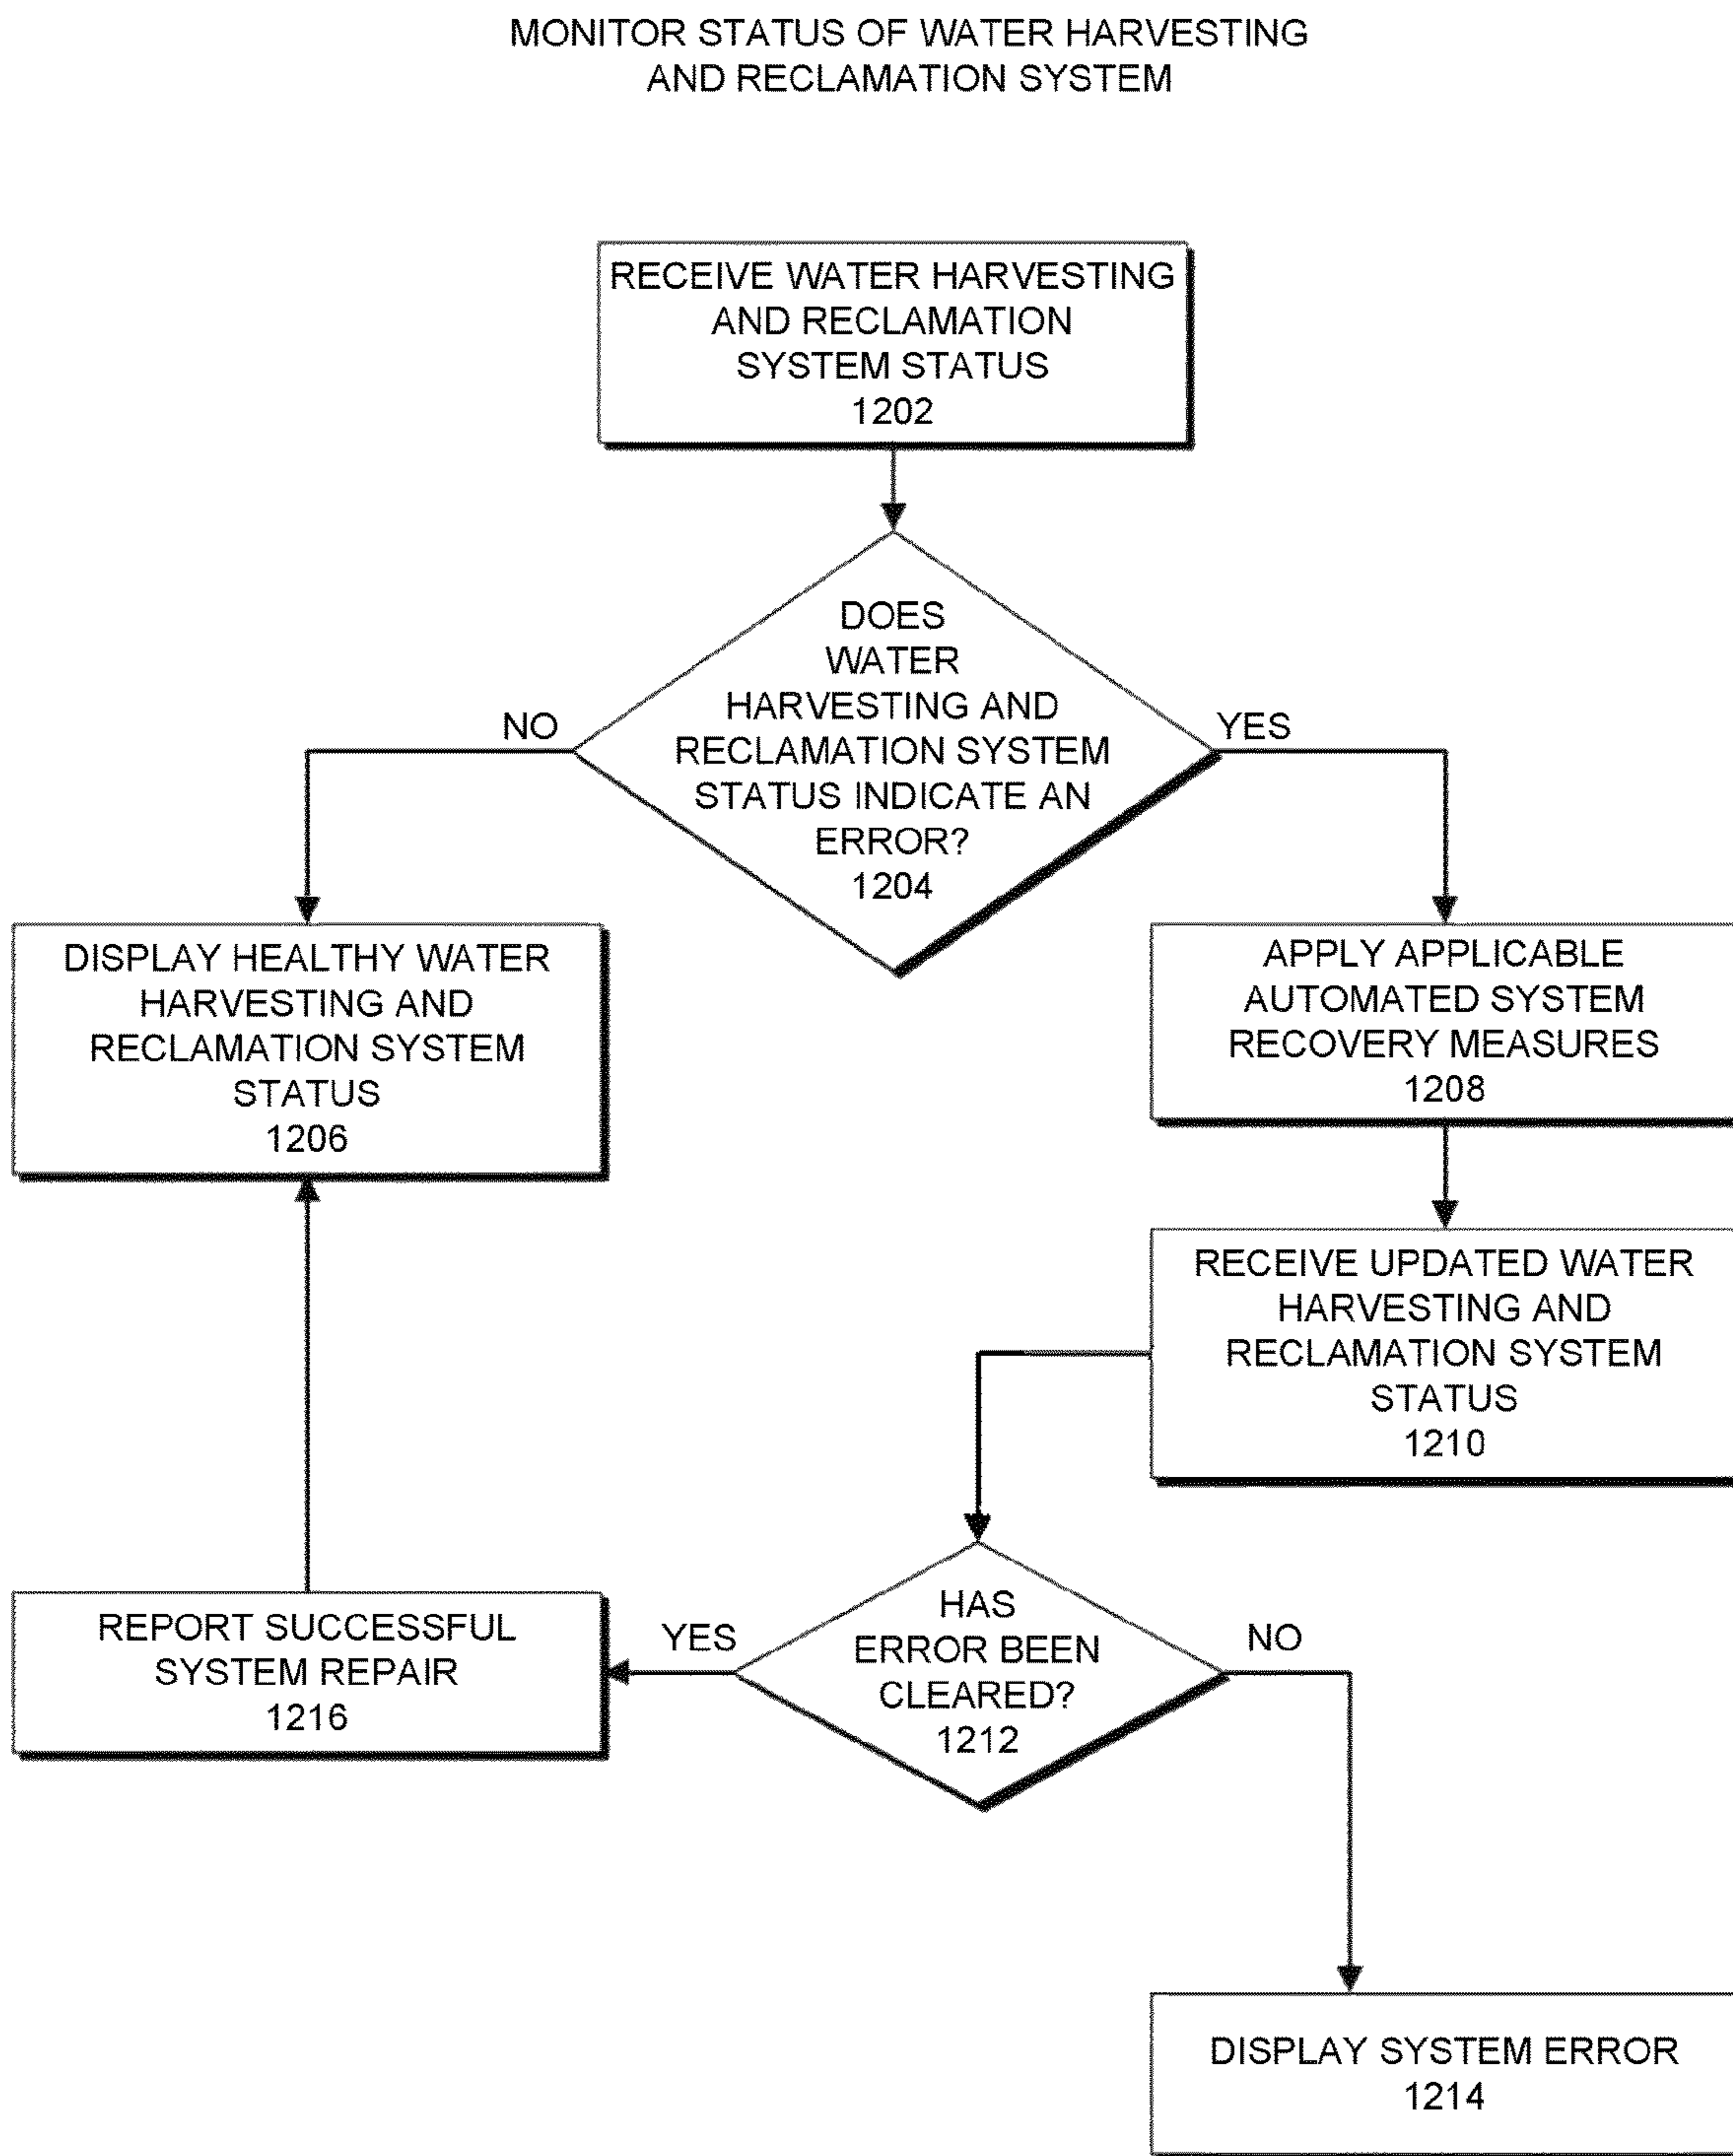 MONITOR STATUS OF WATER HARVESTING
AND RECLAMATION SYSTEM
RECEIVE WATER HARVESTING
AND RECLAMATION
SYSTEM STATUS
1202
DOES
WATER
HARVESTING AND
RECLAMATION SYSTEM
STATUS INDICATE AN
ERROR?
1204
NO
YES
DISPLAY HEALTHY WATER
HARVESTING AND
RECLAMATION SYSTEM
STATUS
1206
APPLY APPLICABLE
AUTOMATED SYSTEM
RECOVERY MEASURES
1208
RECEIVE UPDATED WATER
HARVESTING AND
RECLAMATION SYSTEM
STATUS
1210
HAS
ERROR BEEN
CLEARED?
1212
YES
NO
REPORT SUCCESSFUL
SYSTEM REPAIR
1216
DISPLAY SYSTEM ERROR
1214